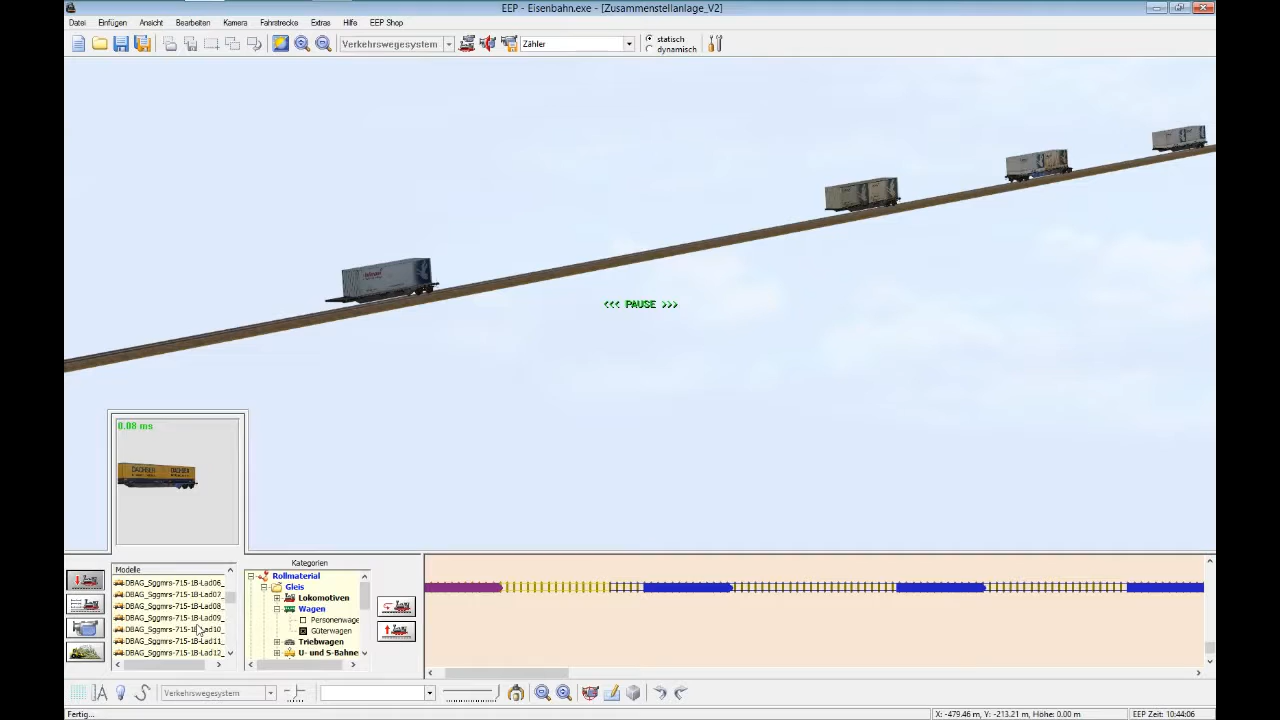 EEP - Eisenbahn.exe - [Zusammenstellanlage_V2]
Datei Einfügen Ansicht Bearbeiten Kamera Fahrstrecke Extras Hilfe EEP Shop
Verkehrswegesystem Zähler statisch
dynamisch
<<< PAUSE >>>
0.08 ms
DACHSER DACHSER
Modelle
DBAG_Sggmrs-715-1B-Lad06_
DBAG_Sggmrs-715-1B-Lad07_
DBAG_Sggmrs-715-1B-Lad08_
DBAG_Sggmrs-715-1B-Lad09_
DBAG_Sggmrs-715-1B-Lad10_
DBAG_Sggmrs-715-1B-Lad11_
DBAG_Sggmrs-715-1B-Lad12_
Kategorien
Rollmaterial
Gleis
Lokomotiven
Wagen
Personenwage
Güterwagen
Triebwagen
U- und S-Bahne
Verkehrswegesystem
Fertig...
X: -479.46 m, Y: -213.21 m, Höhe: 0.00 m
EEP Zeit: 10:44:06